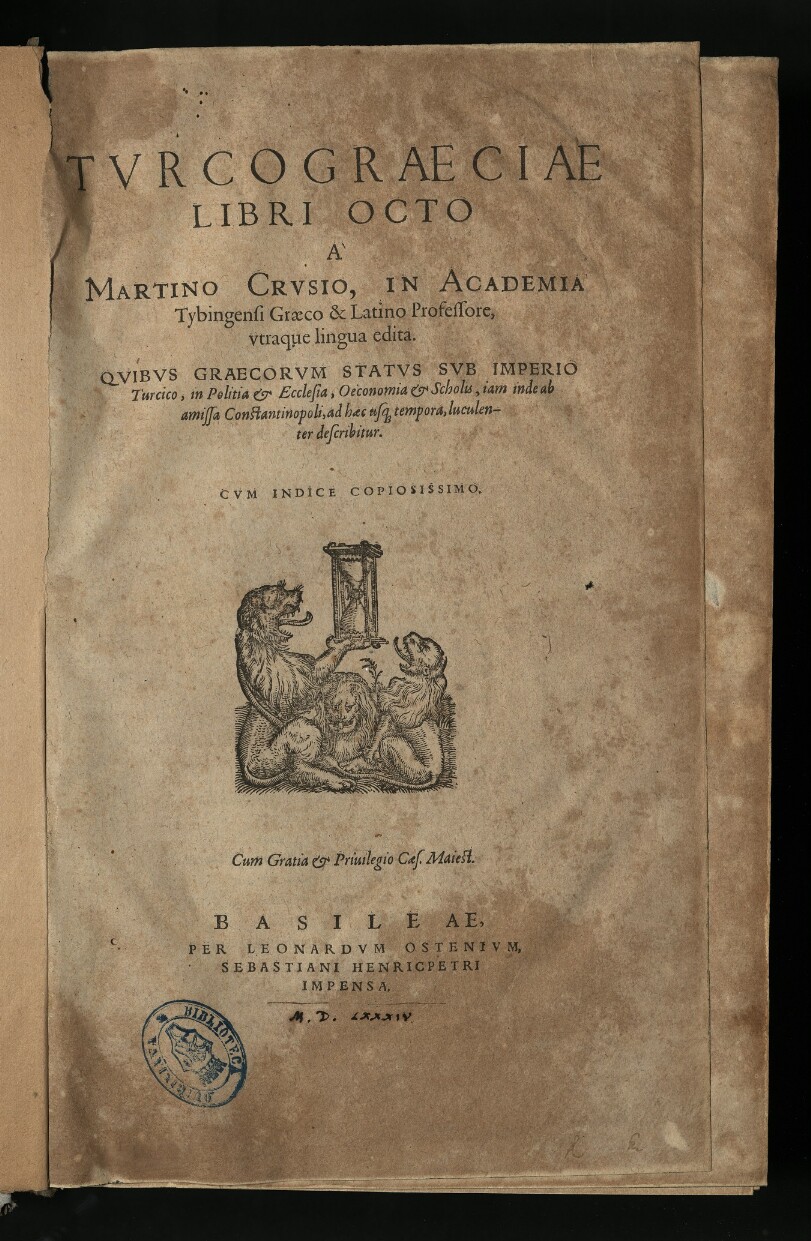 TVRCOGRAECIAE
LIBRI OCTO
A'
MARTINO CRVSIO, IN ACADEMIA
Tybingenſi Græco & Latino Profeſſore,
vtraque lingua edita.
QVIBVS GRAECORVM STATVS SVB IMPERIO
Turcico, in Politia & Eccleſia, Oeconomia & Scholis, iam inde ab
amiſſa Conſtantinopoli, ad hæc uſq; tempora, luculen-
ter deſcribitur.
CVM INDICE COPIOSISSIMO.
Cum Gratia & Priuilegio Cæſ. Maieſt.
BASILEAE,
PER LEONARDVM OSTENIVM,
SEBASTIANI HENRICPETRI
IMPENSA.
M. D. LXXXIV
BIBLIOTECA